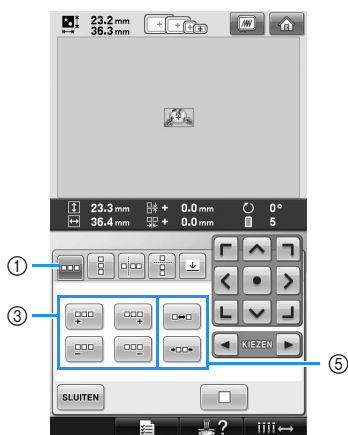 23.2 mm
36.3 mm
23.3 mm + 0.0 mm 0°
36.4 mm + 0.0 mm 5
①
③
KIEZEN
⑤
SLUITEN
?